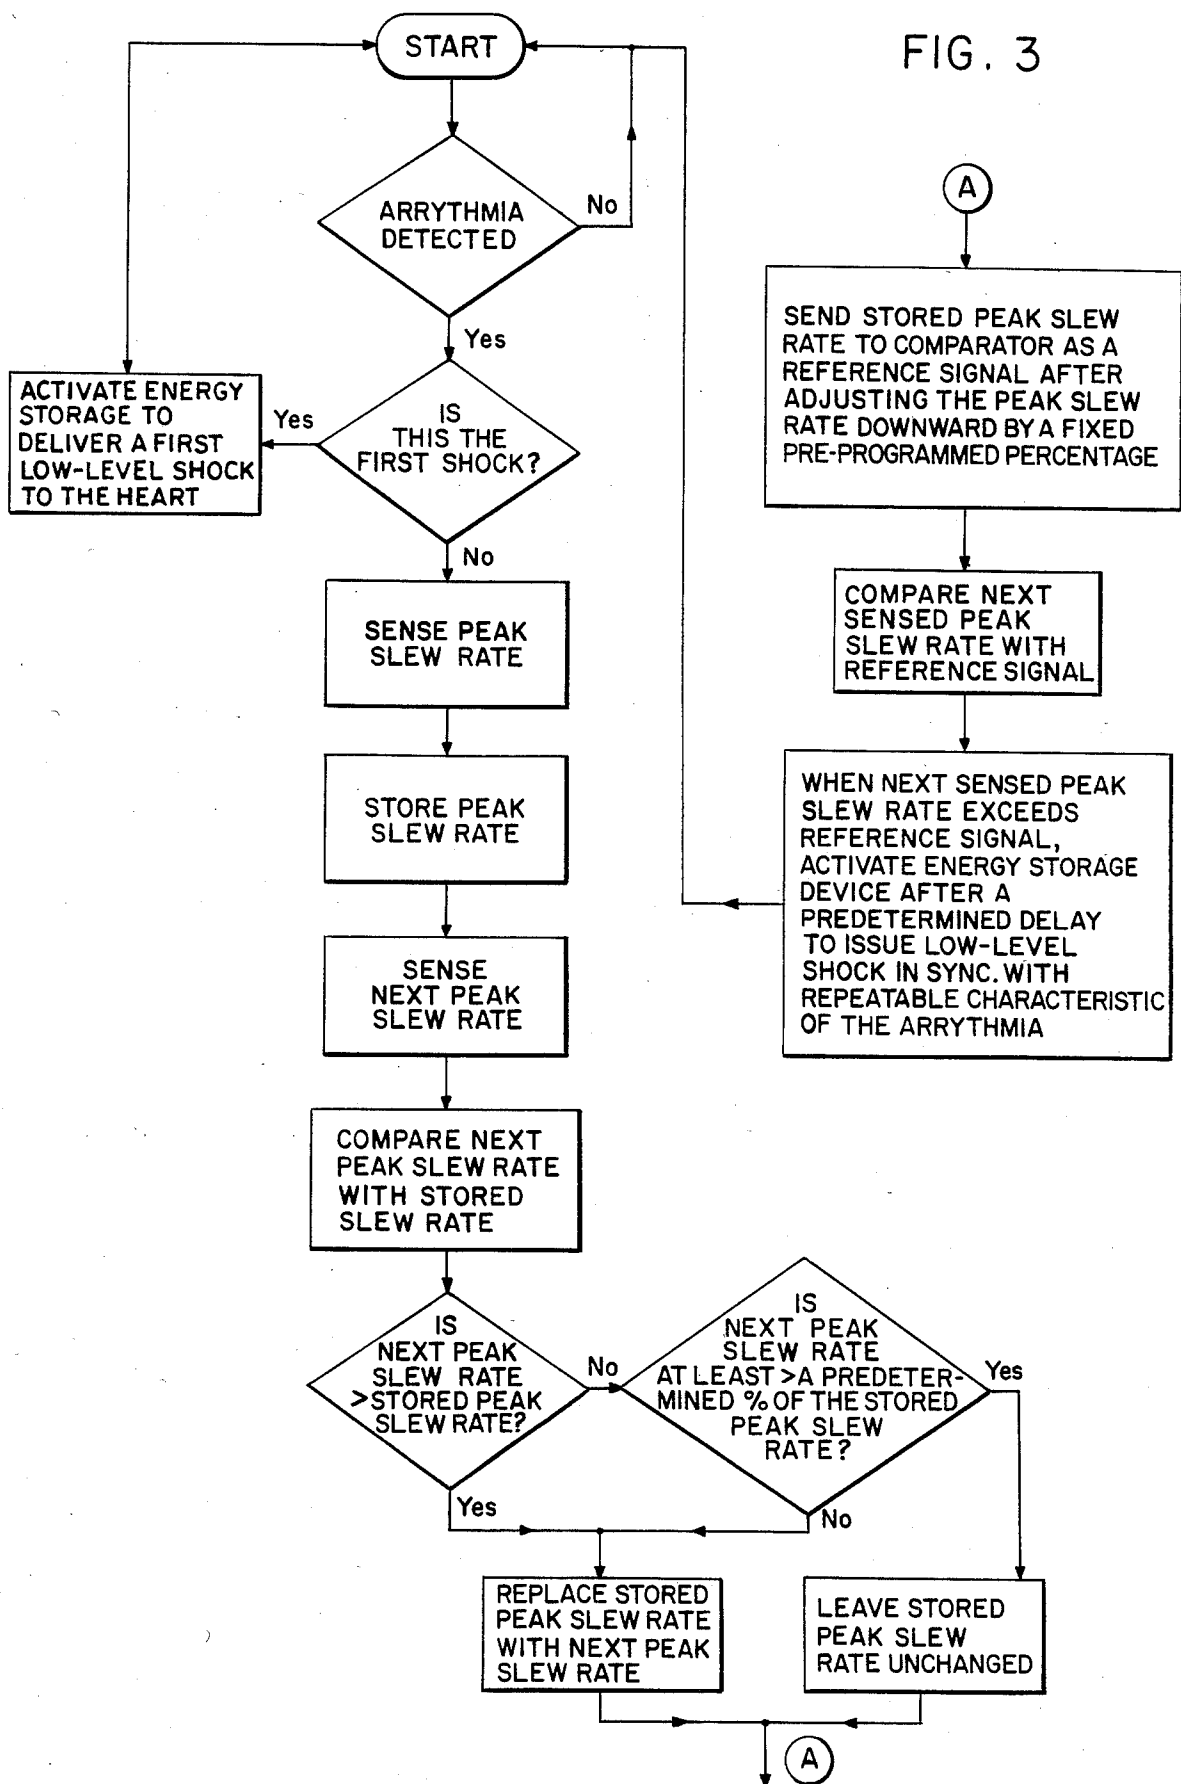 FIG. 3
START
ARRYTHMIA
DETECTED
No
Yes
IS
THIS THE
FIRST SHOCK?
Yes
ACTIVATE ENERGY
STORAGE TO
DELIVER A FIRST
LOW-LEVEL SHOCK
TO THE HEART
No
SENSE PEAK
SLEW RATE
STORE PEAK
SLEW RATE
SENSE
NEXT PEAK
SLEW RATE
COMPARE NEXT
PEAK SLEW RATE
WITH STORED
SLEW RATE
IS
NEXT PEAK
SLEW RATE
>STORED PEAK
SLEW RATE?
No
Yes
IS
NEXT PEAK
SLEW RATE
AT LEAST >A PREDETER-
MINED % OF THE STORED
PEAK SLEW
RATE?
Yes
No
REPLACE STORED
PEAK SLEW RATE
WITH NEXT PEAK
SLEW RATE
LEAVE STORED
PEAK SLEW
RATE UNCHANGED
A
A
SEND STORED PEAK SLEW
RATE TO COMPARATOR AS A
REFERENCE SIGNAL AFTER
ADJUSTING THE PEAK SLEW
RATE DOWNWARD BY A FIXED
PRE-PROGRAMMED PERCENTAGE
COMPARE NEXT
SENSED PEAK
SLEW RATE WITH
REFERENCE SIGNAL
WHEN NEXT SENSED PEAK
SLEW RATE EXCEEDS
REFERENCE SIGNAL,
ACTIVATE ENERGY STORAGE
DEVICE AFTER A
PREDETERMINED DELAY
TO ISSUE LOW-LEVEL
SHOCK IN SYNC. WITH
REPEATABLE CHARACTERISTIC
OF THE ARRYTHMIA